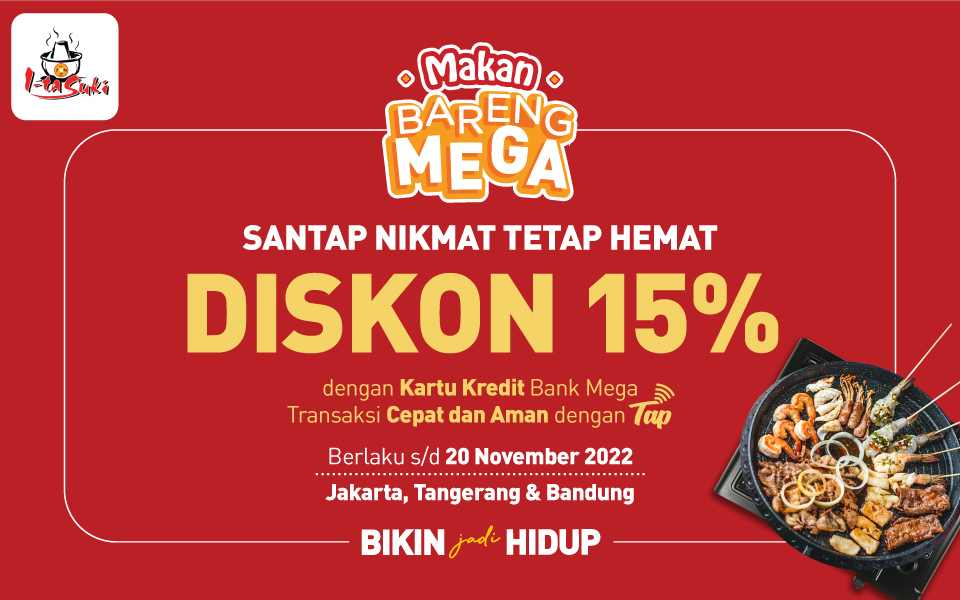 I-ta Suki
Makan
BARENG
MEGA
SANTAP NIKMAT TETAP HEMAT
DISKON 15%
dengan Kartu Kredit Bank Mega
Transaksi Cepat dan Aman dengan Tap
Berlaku s/d 20 November 2022
Jakarta, Tangerang & Bandung
BIKIN jadi HIDUP